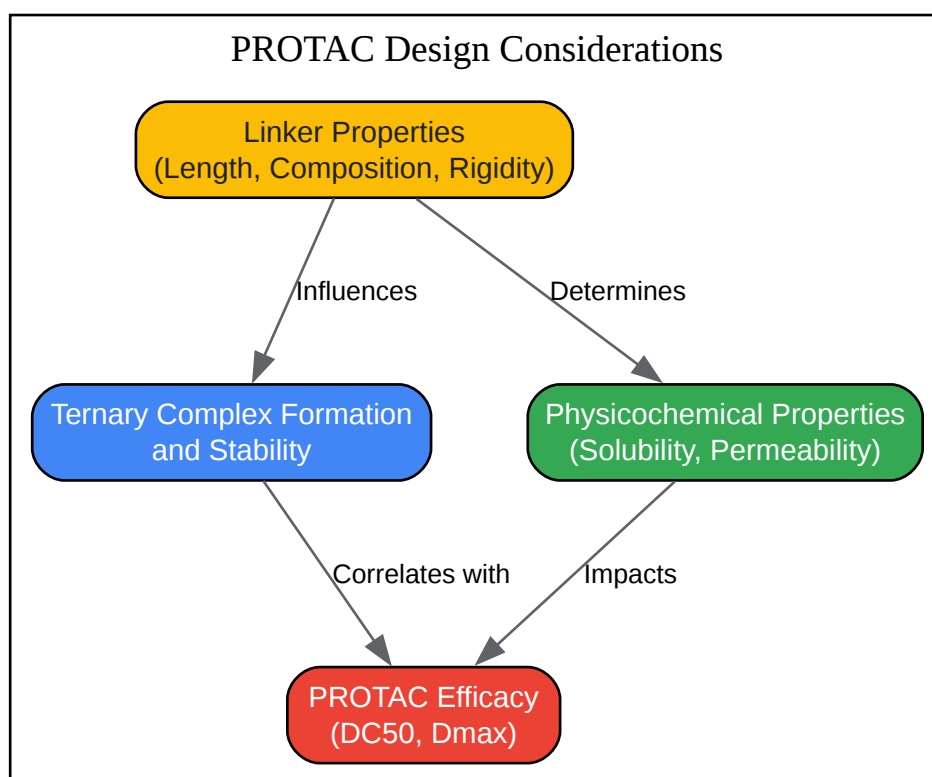 PROTAC Design Considerations
Linker Properties
(Length, Composition, Rigidity)
Influences
Determines
Ternary Complex Formation
and Stability
Physicochemical Properties
(Solubility, Permeability)
Correlates with
Impacts
PROTAC Efficacy
(DC50, Dmax)